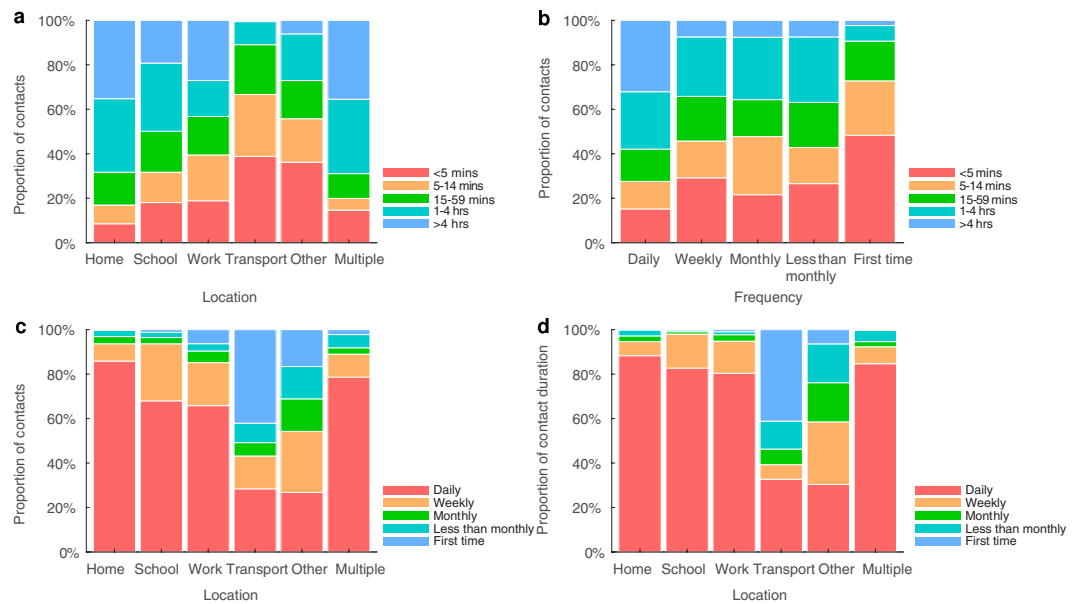 a
Proportion of contacts
100%
80%
60%
40%
20%
0%
Home School Work Transport Other Multiple
Location
<5 mins
5-14 mins
15-59 mins
1-4 hrs
>4 hrs
b
Proportion of contacts
100%
80%
60%
40%
20%
0%
Daily Weekly Monthly Less than monthly First time
Frequency
<5 mins
5-14 mins
15-59 mins
1-4 hrs
>4 hrs
c
Proportion of contacts
100%
80%
60%
40%
20%
0%
Home School Work Transport Other Multiple
Location
Daily
Weekly
Monthly
Less than monthly
First time
d
Proportion of contact duration
100%
80%
60%
40%
20%
0%
Home School Work Transport Other Multiple
Location
Daily
Weekly
Monthly
Less than monthly
First time